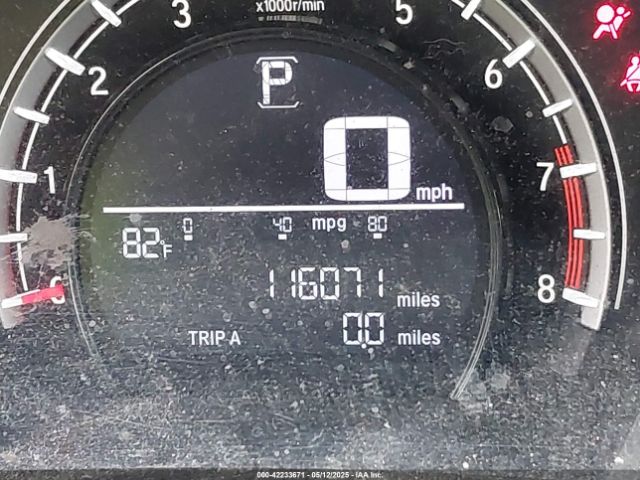 x1000r/min
3 5
2 6
1 7
0 8
P
0 mph
0 40 mpg 80
82°F
116071 miles
TRIP A 0.0 miles
000-42233671 - 05/12/2025 - IAA Inc.